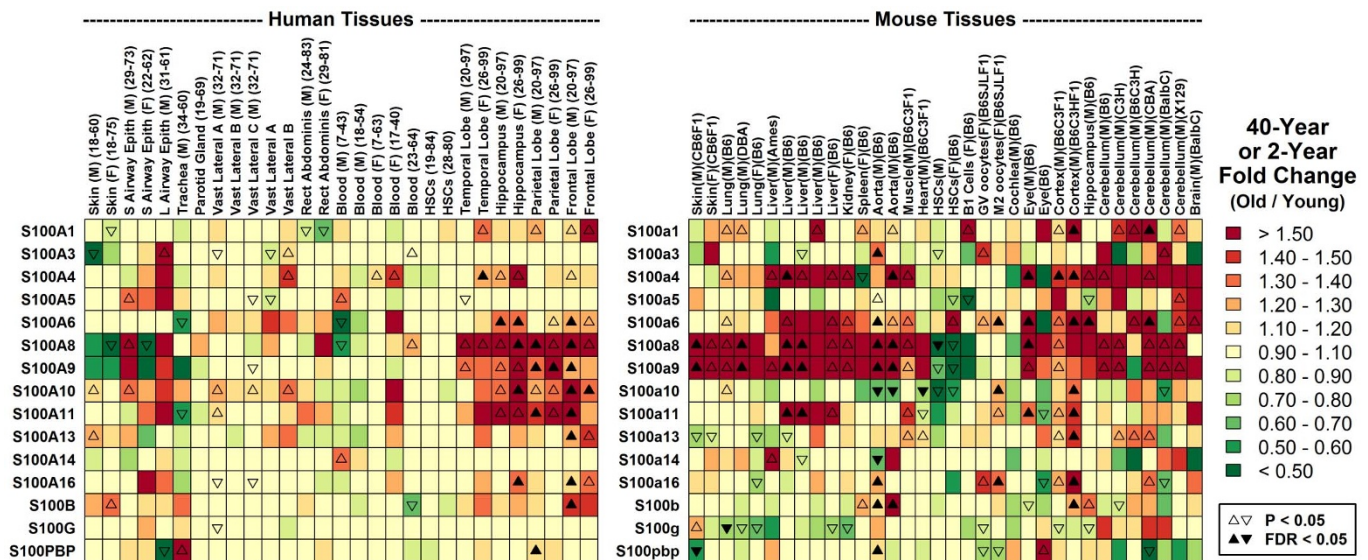 Human Tissues
Mouse Tissues
Skin (M) (18-60)
Skin (F) (18-75)
S Airway Epith (M) (29-73)
S Airway Epith (F) (22-62)
L Airway Epith (M) (31-61)
Trachea (M) (34-60)
Parotid Gland (19-69)
Vast Lateral A (M) (32-71)
Vast Lateral B (M) (32-71)
Vast Lateral C (M) (32-71)
Vast Lateral A
Vast Lateral B
Rect Abdominis (M) (24-83)
Rect Abdominis (F) (29-81)
Blood (M) (7-43)
Blood (M) (18-54)
Blood (F) (7-63)
Blood (F) (17-40)
Blood (23-64)
HSCs (19-84)
HSCs (28-80)
Temporal Lobe (M) (20-97)
Temporal Lobe (F) (26-99)
Hippocampus (M) (20-97)
Hippocampus (F) (26-99)
Parietal Lobe (M) (20-97)
Parietal Lobe (F) (26-99)
Frontal Lobe (M) (20-97)
Frontal Lobe (F) (26-99)
Skin(M)(CB6F1)
Skin(F)(CB6F1)
Lung(M)(B6)
Lung(M)(DBA)
Lung(F)(B6)
Liver(M)(Ames)
Liver(M)(B6)
Liver(M)(B6)
Liver(M)(B6)
Kidney(F)(B6)
Spleen(F)(B6)
Aorta(M)(B6)
Aorta(M)(B6)
Muscle(M)(B6C3F1)
Heart(M)(B6C3F1)
HSCs(M)
HSCs(F)(B6)
B1 Cells (F)(B6)
GV oocytes(F)(B6SJLF1)
M2 oocytes(F)(B6SJLF1)
Cochlea(M)(B6)
Eye(M)(B6)
Eye(B6)
Cortex(M)(B6C3F1)
Cortex(M)(B6C3HF1)
Hippocampus(M)(B6)
Cerebellum(M)(B6)
Cerebellum(M)(C3H)
Cerebellum(M)(B6C3H)
Cerebellum(M)(CBA)
Cerebellum(M)(BalbC)
Cerebellum(M)(X129)
Brain(M)(BalbC)
S100A1
S100A3
S100A4
S100A5
S100A6
S100A8
S100A9
S100A10
S100A11
S100A13
S100A14
S100A16
S100B
S100G
S100PBP
S100a1
S100a3
S100a4
S100a5
S100a6
S100a8
S100a9
S100a10
S100a11
S100a13
S100a14
S100a16
S100b
S100g
S100pbp
40-Year
or 2-Year
Fold Change
(Old / Young)
> 1.50
1.40 - 1.50
1.30 - 1.40
1.20 - 1.30
1.10 - 1.20
0.90 - 1.10
0.80 - 0.90
0.70 - 0.80
0.60 - 0.70
0.50 - 0.60
< 0.50
△▽ P < 0.05
▲▼ FDR < 0.05